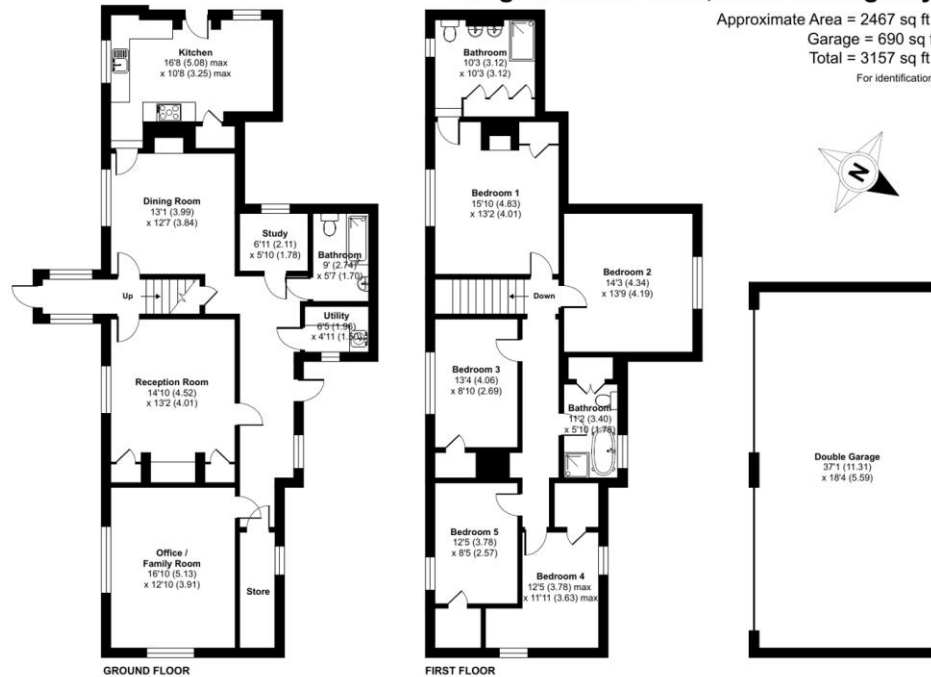 Approximate Area = 2467 sq ft
Garage = 690 sq
Total = 3157 sq ft
For identification
Kitchen
16'8 (5.08) max
x 10'8 (3.25) max
Dining Room
13'1 (3.99)
x 12'7 (3.84)
Study
6'11 (2.11)
x 5'10 (1.78)
Bathroom
9' (2.74)
x 5'7 (1.70)
Up
Utility
6'5 (1.96)
x 4'11 (1.50)
Reception Room
14'10 (4.52)
x 13'2 (4.01)
Office /
Family Room
16'10 (5.13)
x 12'10 (3.91)
Store
GROUND FLOOR
Bathroom
10'3 (3.12)
x 10'3 (3.12)
Bedroom 1
15'10 (4.83)
x 13'2 (4.01)
Bedroom 2
14'3 (4.34)
x 13'9 (4.19)
Down
Bedroom 3
13'4 (4.06)
x 8'10 (2.69)
Bathroom
11'2 (3.40)
x 5'10 (1.78)
Bedroom 5
12'5 (3.78)
x 8'5 (2.57)
Bedroom 4
12'5 (3.78) max
x 11'11 (3.63) max
FIRST FLOOR
N
Double Garage
37'1 (11.31)
x 18'4 (5.59)